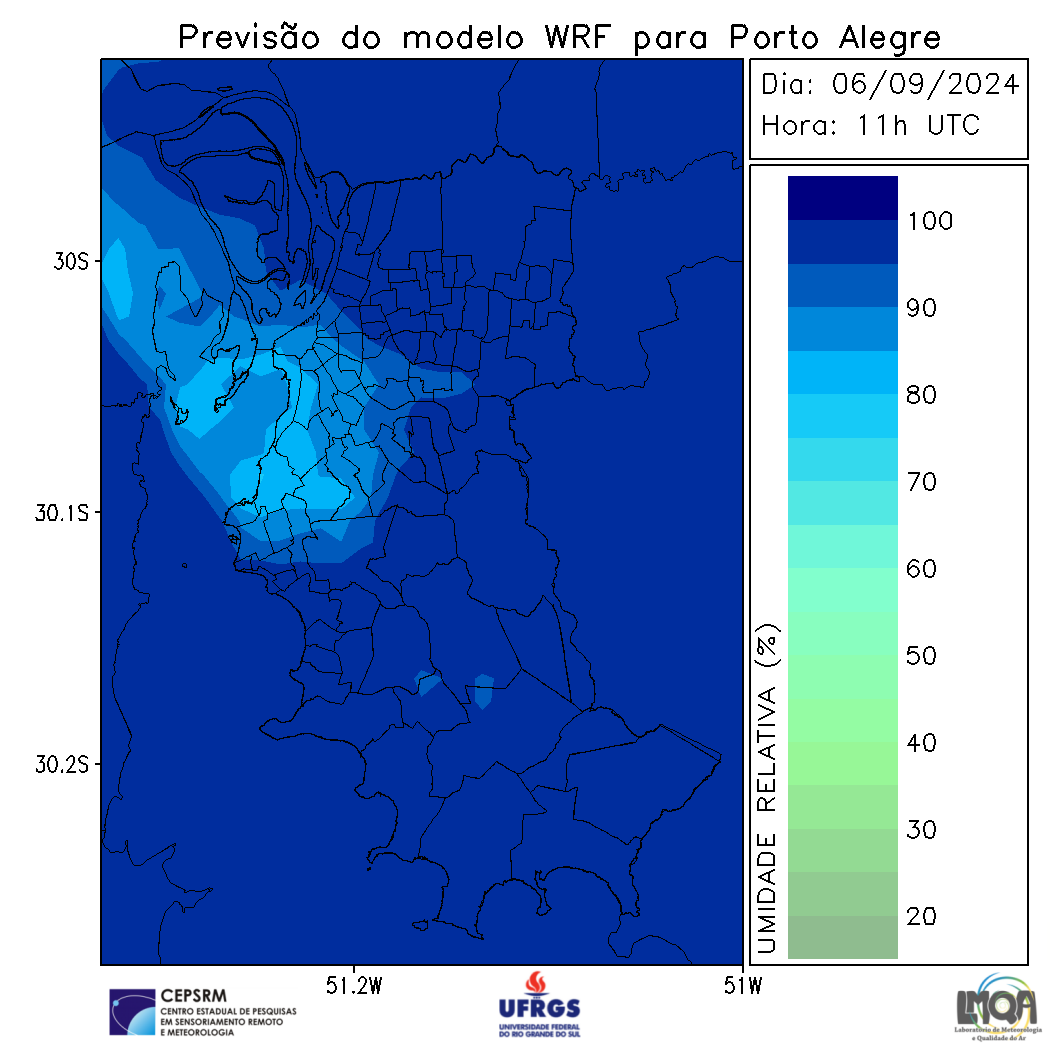 Previsão do modelo WRF para Porto Alegre
Dia: 06/09/2024
Hora: 11h UTC
100
90
80
70
60
50
40
30
20
UMIDADE RELATIVA (%)
30S
30.1S
30.2S
51.2W
51W
CEPSRM
CENTRO ESTADUAL DE PESQUISAS
EM SENSORIAMENTO REMOTO
E METEOROLOGIA
UFRGS
UNIVERSIDADE FEDERAL
DO RIO GRANDE DO SUL
LMQA
Laboratório de Meteorologia
e Qualidade do Ar